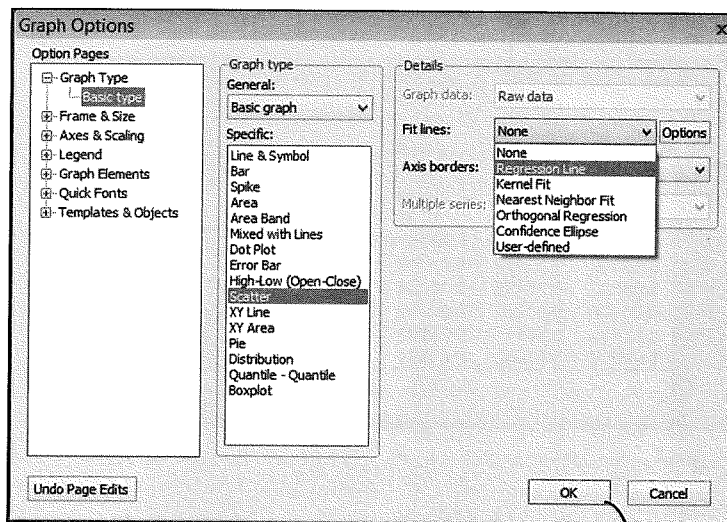 Graph Options
Option Pages
Graph Type
Basic type
Frame & Size
Axes & Scaling
Legend
Graph Elements
Quick Fonts
Templates & Objects
Graph type
General:
Basic graph
Specific:
Line & Symbol
Bar
Spike
Area
Area Band
Mixed with Lines
Dot Plot
Error Bar
High-Low (Open-Close)
Scatter
XY Line
XY Area
Pie
Distribution
Quantile - Quantile
Boxplot
Details
Graph data: Raw data
Fit lines: None Options
None
Regression Line
Kernel Fit
Nearest Neighbor Fit
Orthogonal Regression
Confidence Ellipse
User-defined
Axis borders:
Multiple series:
Undo Page Edits
OK
Cancel